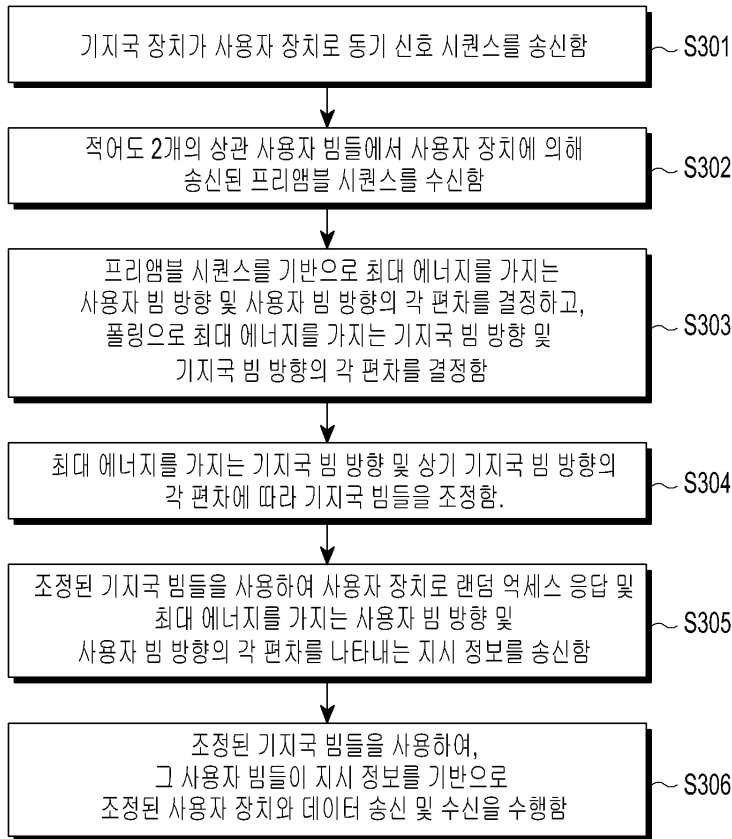 기지국 장치가 사용자 장치로 동기 신호 시퀀스를 송신함
S301
적어도 2개의 상관 사용자 빔들에서 사용자 장치에 의해
송신된 프리앰블 시퀀스를 수신함
S302
프리앰블 시퀀스를 기반으로 최대 에너지를 가지는
사용자 빔 방향 및 사용자 빔 방향의 각 편차를 결정하고,
폴링으로 최대 에너지를 가지는 기지국 빔 방향 및
기지국 빔 방향의 각 편차를 결정함
S303
최대 에너지를 가지는 기지국 빔 방향 및 상기 기지국 빔 방향의
각 편차에 따라 기지국 빔들을 조정함.
S304
조정된 기지국 빔들을 사용하여 사용자 장치로 랜덤 억세스 응답 및
최대 에너지를 가지는 사용자 빔 방향 및
사용자 빔 방향의 각 편차를 나타내는 지시 정보를 송신함
S305
조정된 기지국 빔들을 사용하여,
그 사용자 빔들이 지시 정보를 기반으로
조정된 사용자 장치와 데이터 송신 및 수신을 수행함
S306